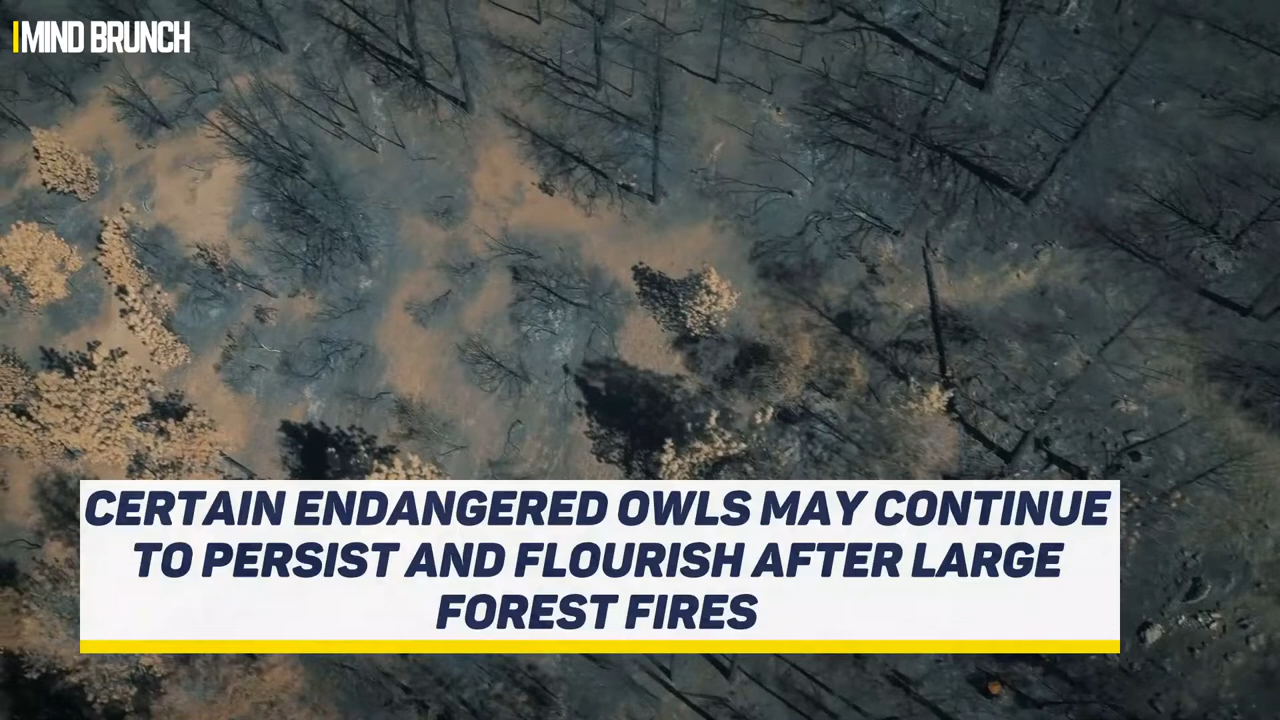 MIND BRUNCH
CERTAIN ENDANGERED OWLS MAY CONTINUE
TO PERSIST AND FLOURISH AFTER LARGE
FOREST FIRES